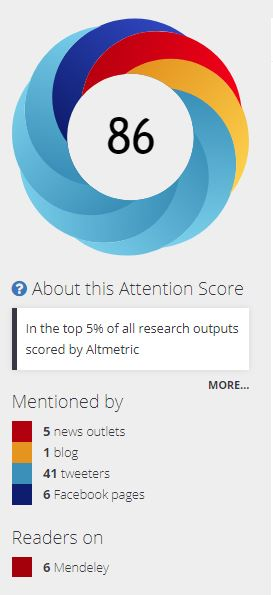 86
? About this Attention Score
In the top 5% of all research outputs
scored by Altmetric
MORE...
Mentioned by
5 news outlets
1 blog
41 tweeters
6 Facebook pages
Readers on
6 Mendeley